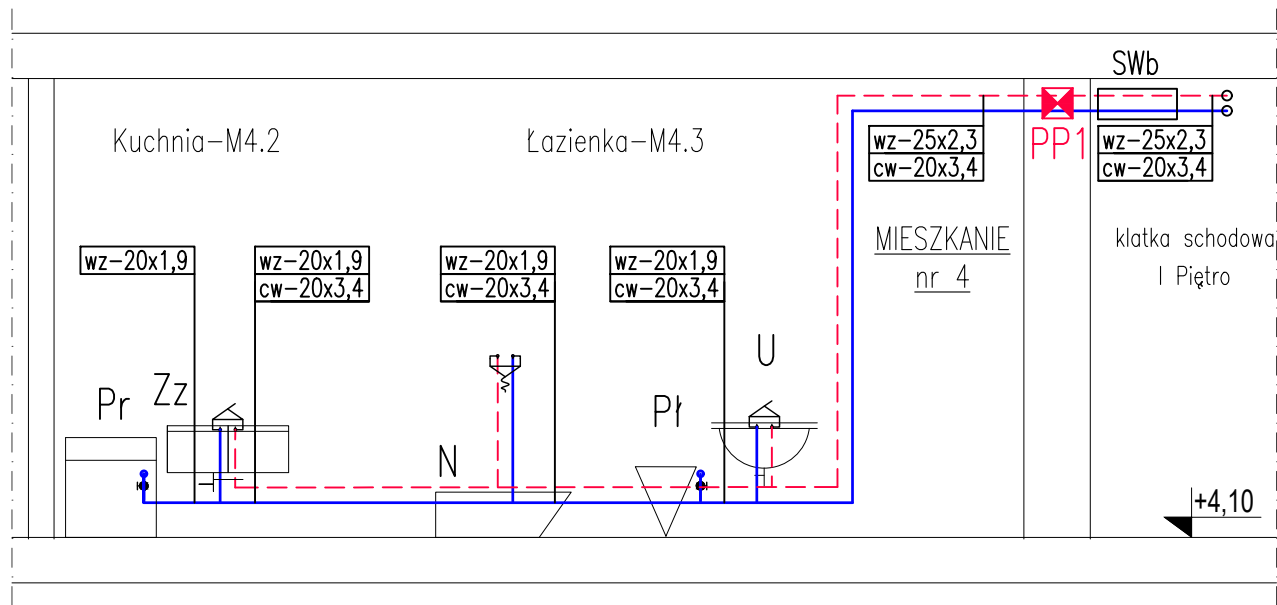 SWb
Kuchnia-M4.2
Łazienka-M4.3
wz-25x2,3
cw-20x3,4
PP1
wz-25x2,3
cw-20x3,4
MIESZKANIE
nr 4
klatka schodowa
I Piętro
wz-20x1,9
wz-20x1,9
cw-20x3,4
wz-20x1,9
cw-20x3,4
wz-20x1,9
cw-20x3,4
Pr
Zz
N
Pł
U
+4,10